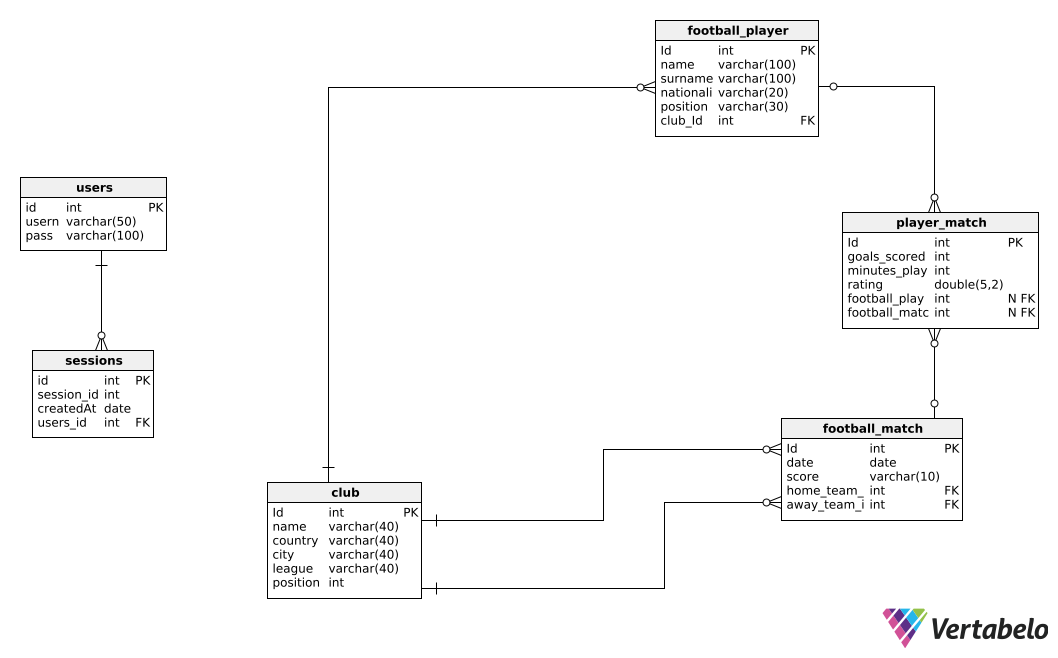 football_player
Id int PK
name varchar(100)
surname varchar(100)
nationali varchar(20)
position varchar(30)
club_Id int FK
users
id int PK
usern varchar(50)
pass varchar(100)
player_match
Id int PK
goals_scored int
minutes_play int
rating double(5,2)
football_play int N FK
football_matc int N FK
sessions
id int PK
session_id int
createdAt date
users_id int FK
football_match
Id int PK
date date
score varchar(10)
home_team_ int FK
away_team_i int FK
club
Id int PK
name varchar(40)
country varchar(40)
city varchar(40)
league varchar(40)
position int
Vertabelo